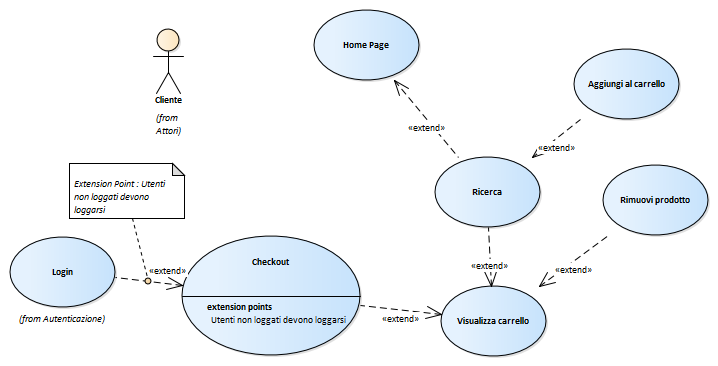 Home Page
Aggiungi al carrello
Cliente
(from
Attori)
«extend»
«extend»
Extension Point : Utenti
non loggati devono
loggarsi
Ricerca
Rimuovi prodotto
Login
«extend»
Checkout
«extend»
«extend»
extension points
Utenti non loggati devono loggarsi
(from Autenticazione)
«extend»
Visualizza carrello